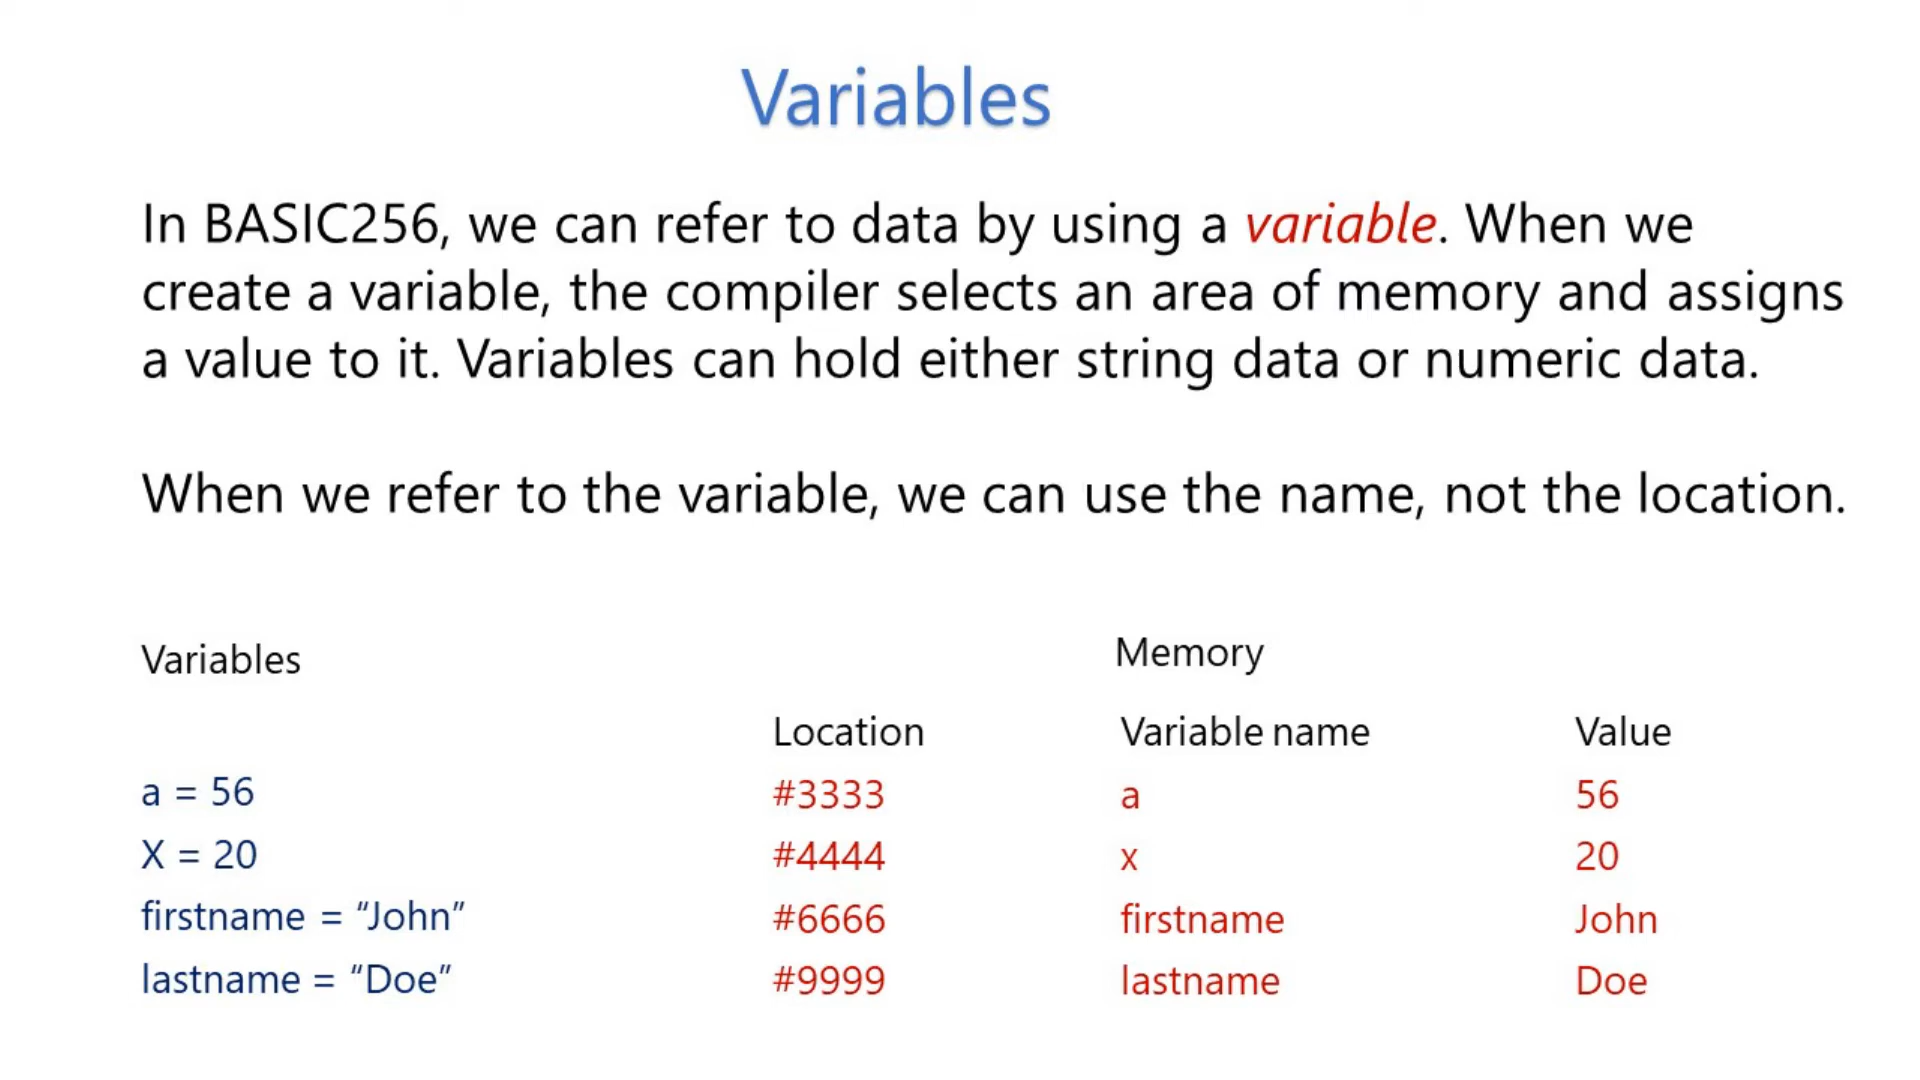 Variables
In BASIC256, we can refer to data by using a variable. When we
create a variable, the compiler selects an area of memory and assigns
a value to it. Variables can hold either string data or numeric data.
When we refer to the variable, we can use the name, not the location.
Variables Memory
Location Variable name Value
a = 56 #3333 a 56
X = 20 #4444 x 20
firstname = “John” #6666 firstname John
lastname = “Doe” #9999 lastname Doe